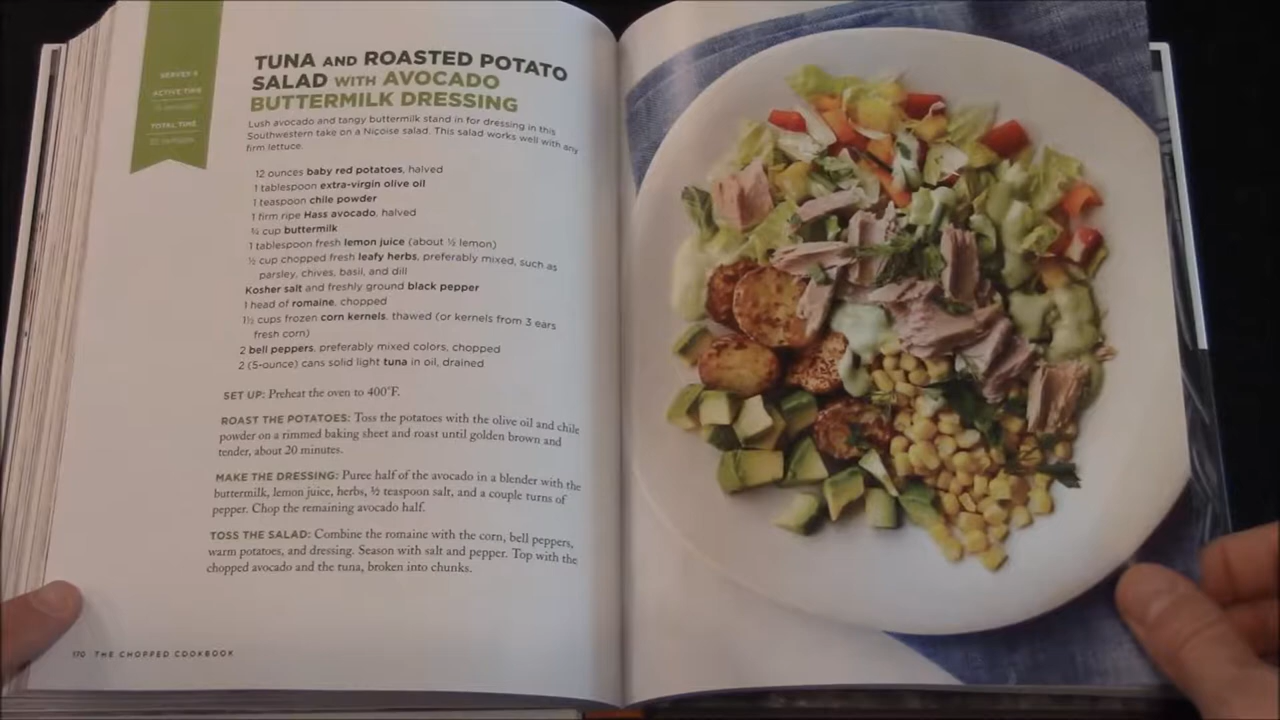 SERVES 4
ACTIVE TIME
TOTAL TIME
TUNA AND ROASTED POTATO
SALAD WITH AVOCADO
BUTTERMILK DRESSING
Lush avocado and tangy buttermilk stand in for dressing in this
Southwestern take on a Niçoise salad. This salad works well with any
firm lettuce.
12 ounces baby red potatoes, halved
1 tablespoon extra-virgin olive oil
1 teaspoon chile powder
1 firm ripe Hass avocado, halved
¾ cup buttermilk
1 tablespoon fresh lemon juice (about ½ lemon)
½ cup chopped fresh leafy herbs, preferably mixed, such as
parsley, chives, basil, and dill
Kosher salt and freshly ground black pepper
1 head of romaine, chopped
1½ cups frozen corn kernels, thawed (or kernels from 3 ears
fresh corn)
2 bell peppers, preferably mixed colors, chopped
2 (5-ounce) cans solid light tuna in oil, drained
SET UP: Preheat the oven to 400°F.
ROAST THE POTATOES: Toss the potatoes with the olive oil and chile
powder on a rimmed baking sheet and roast until golden brown and
tender, about 20 minutes.
MAKE THE DRESSING: Puree half of the avocado in a blender with the
buttermilk, lemon juice, herbs, ½ teaspoon salt, and a couple turns of
pepper. Chop the remaining avocado half.
TOSS THE SALAD: Combine the romaine with the corn, bell peppers,
warm potatoes, and dressing. Season with salt and pepper. Top with the
chopped avocado and the tuna, broken into chunks.
170 THE CHOPPED COOKBOOK